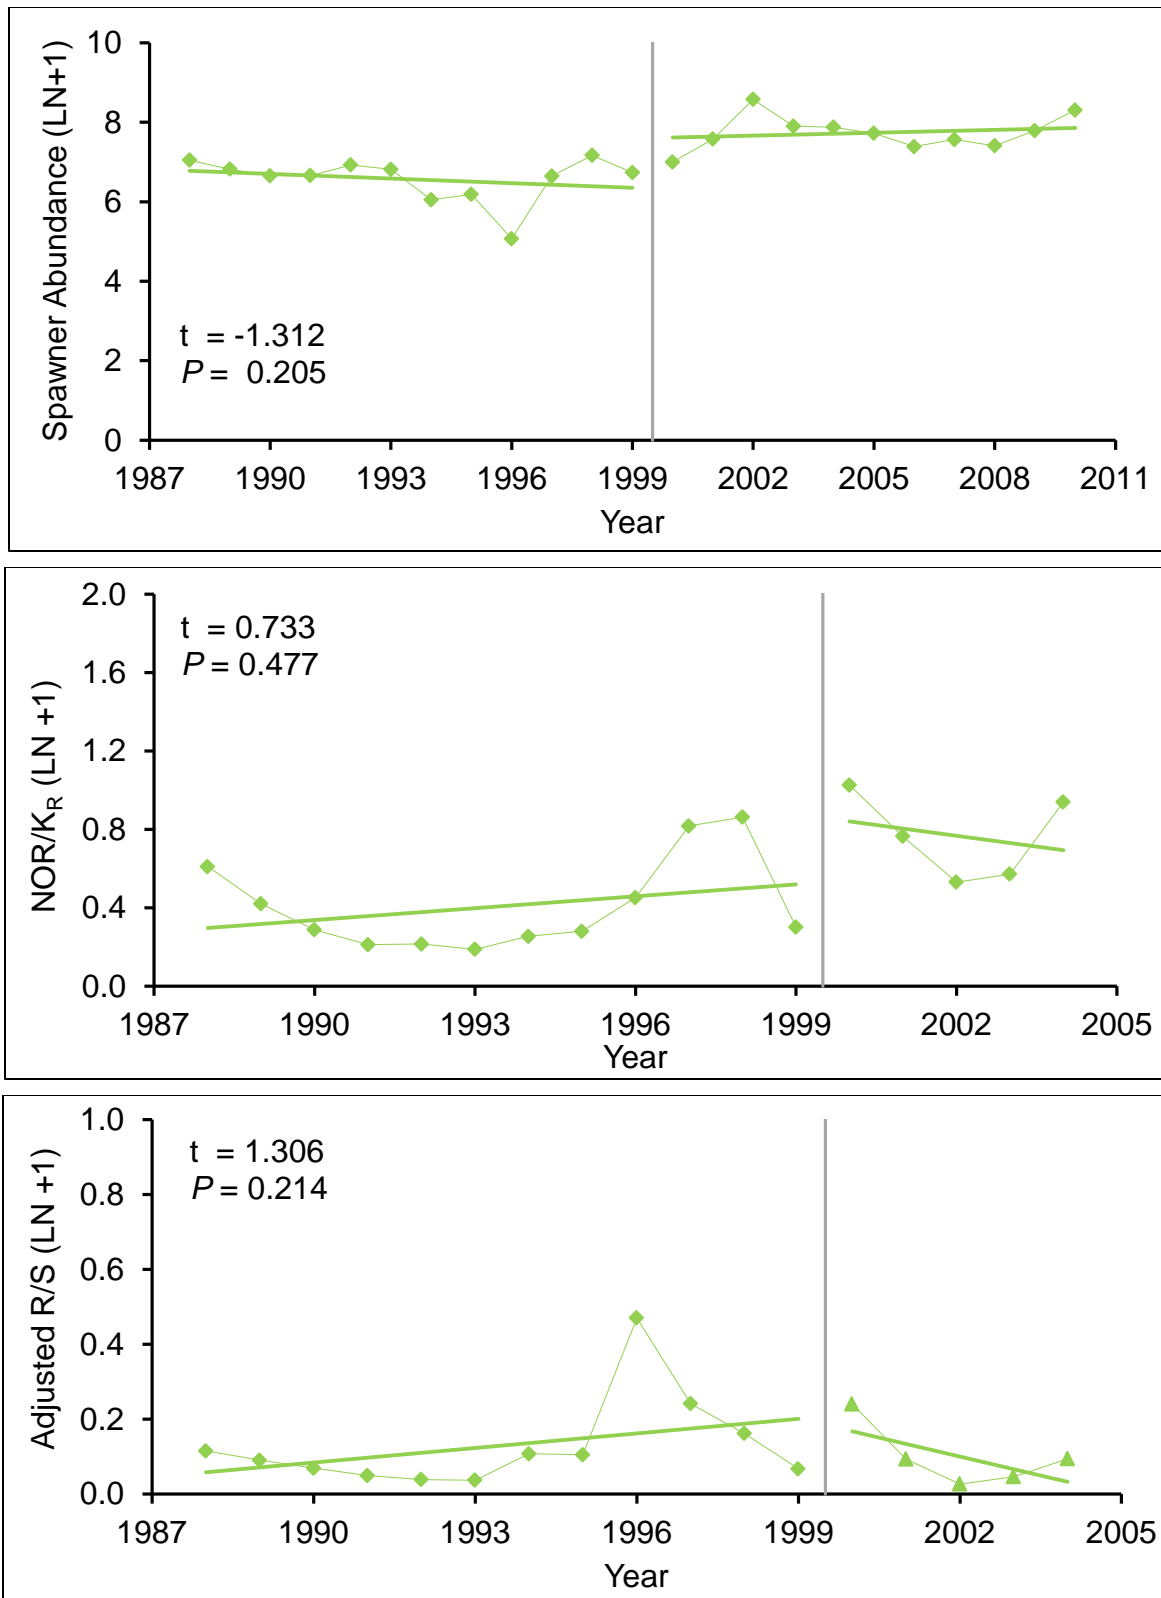 Spawner Abundance (LN+1)
10
8
6
4
2
0
t = -1.312
P = 0.205
1987 1990 1993 1996 1999 2002 2005 2008 2011
Year
NOR/KR (LN +1)
2.0
1.6
1.2
0.8
0.4
0.0
t = 0.733
P = 0.477
1987 1990 1993 1996 1999 2002 2005
Year
Adjusted R/S (LN +1)
1.0
0.8
0.6
0.4
0.2
0.0
t = 1.306
P = 0.214
1987 1990 1993 1996 1999 2002 2005
Year